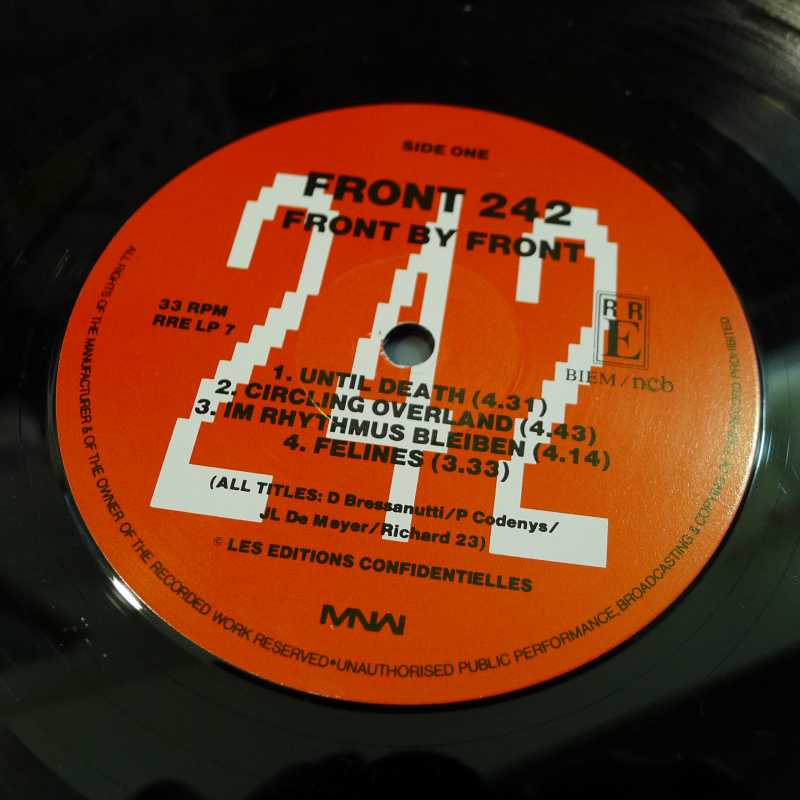 SIDE ONE
FRONT 242
FRONT BY FRONT
242
33 RPM
RRE LP 7
R R
E
BIEM/ncb
1. UNTIL DEATH (4.31)
2. CIRCLING OVERLAND (4.43)
3. IM RHYTHMUS BLEIBEN (4.14)
4. FELINES (3.33)
(ALL TITLES: D Bressanutti/P Codenys/
JL De Meyer/Richard 23)
© LES EDITIONS CONFIDENTIELLES
MNW
ALL RIGHTS OF THE MANUFACTURER & OF THE OWNER OF THE RECORDED WORK RESERVED•UNAUTHORISED PUBLIC PERFORMANCE, BROADCASTING & COPYING OF THIS RECORD PROHIBITED